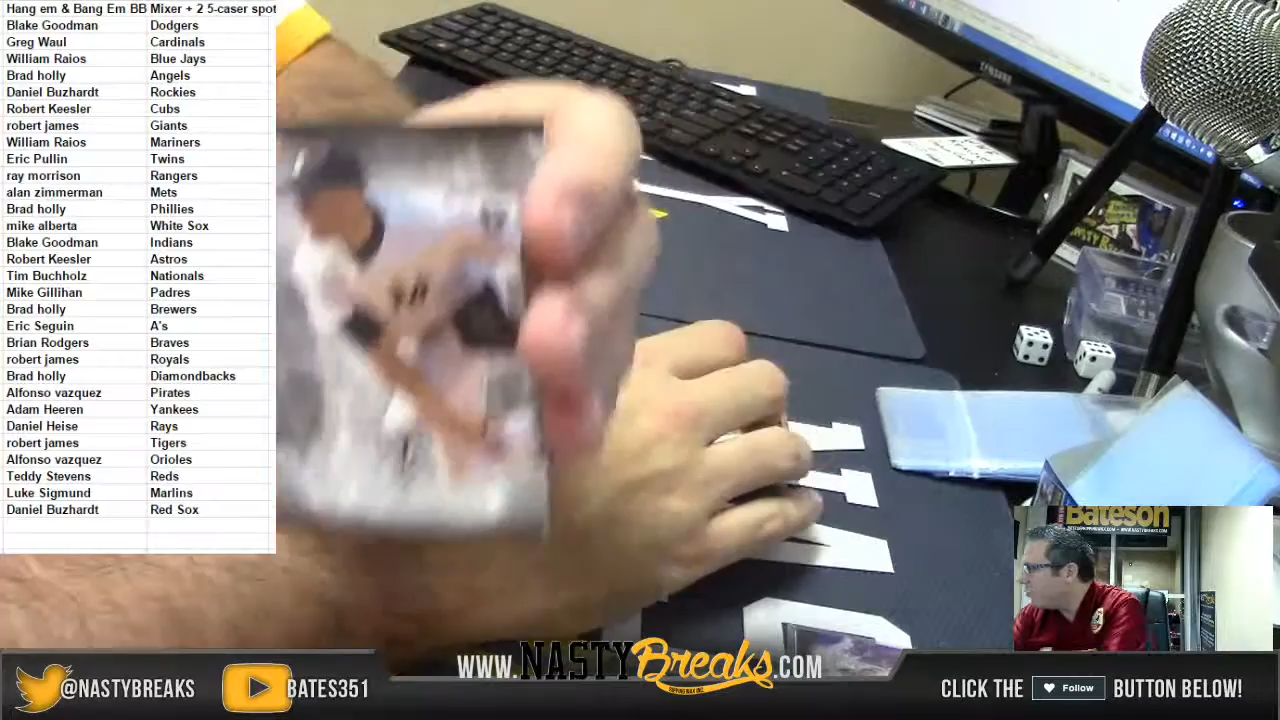 Hang em & Bang Em BB Mixer + 2 5-caser spot
Blake Goodman Dodgers
Greg Waul Cardinals
William Raios Blue Jays
Brad holly Angels
Daniel Buzhardt Rockies
Robert Keesler Cubs
robert james Giants
William Raios Mariners
Eric Pullin Twins
ray morrison Rangers
alan zimmerman Mets
Brad holly Phillies
mike alberta White Sox
Blake Goodman Indians
Robert Keesler Astros
Tim Buchholz Nationals
Mike Gillihan Padres
Brad holly Brewers
Eric Seguin A's
Brian Rodgers Braves
robert james Royals
Brad holly Diamondbacks
Alfonso vazquez Pirates
Adam Heeren Yankees
Daniel Heise Rays
robert james Tigers
Alfonso vazquez Orioles
Teddy Stevens Reds
Luke Sigmund Marlins
Daniel Buzhardt Red Sox
SAMSUNG
Bateson
@NASTYBREAKS
BATES351
WWW.NASTYBreaks.COM
RIPPING WAX INC.
CLICK THE Follow BUTTON BELOW!